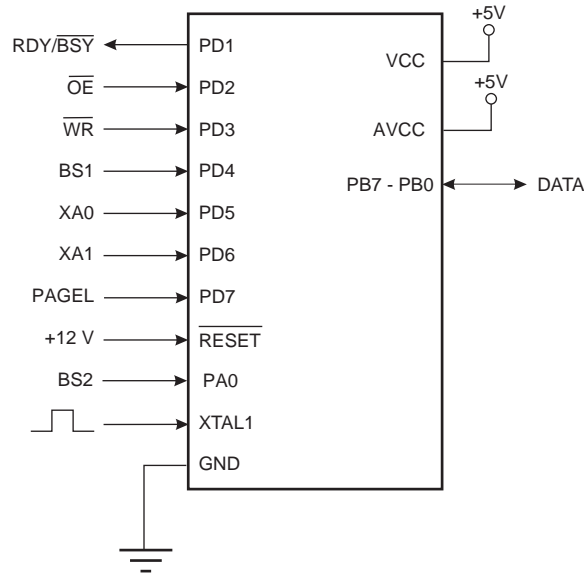 +5V
RDY/BSY PD1
VCC
OE PD2
+5V
WR PD3 AVCC
BS1 PD4 PB7 - PB0 DATA
XA0 PD5
XA1 PD6
PAGEL PD7
+12 V RESET
BS2 PA0
XTAL1
GND